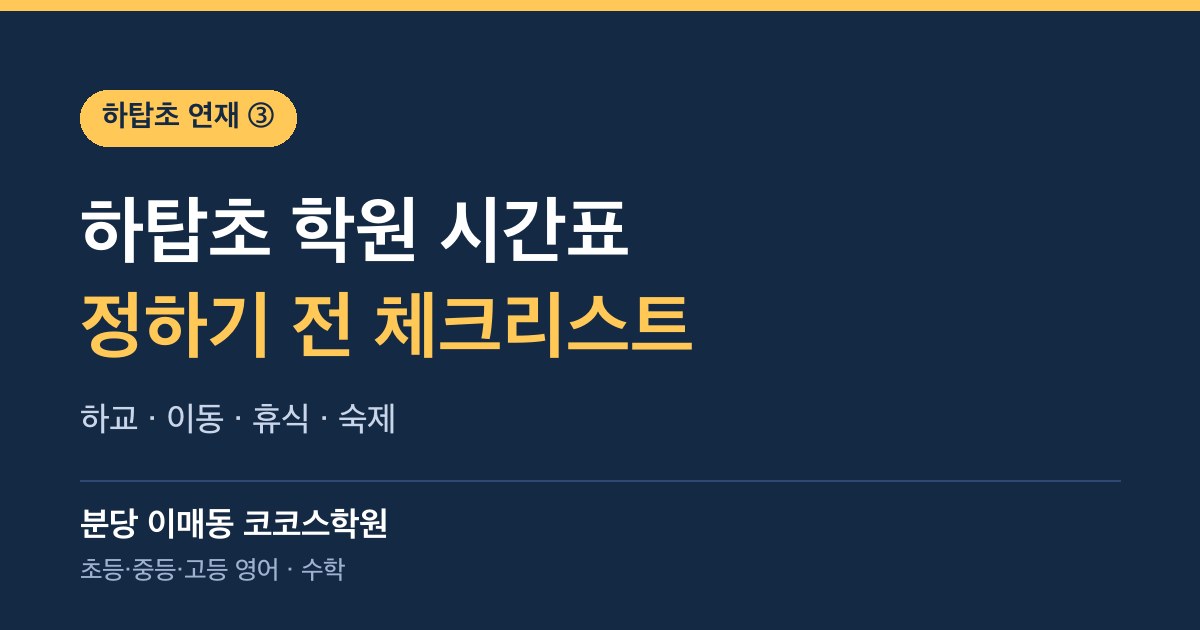 하탑초 연재 ③
하탑초 학원 시간표
정하기 전 체크리스트
하교 · 이동 · 휴식 · 숙제
분당 이매동 코코스학원
초등·중등·고등 영어 · 수학